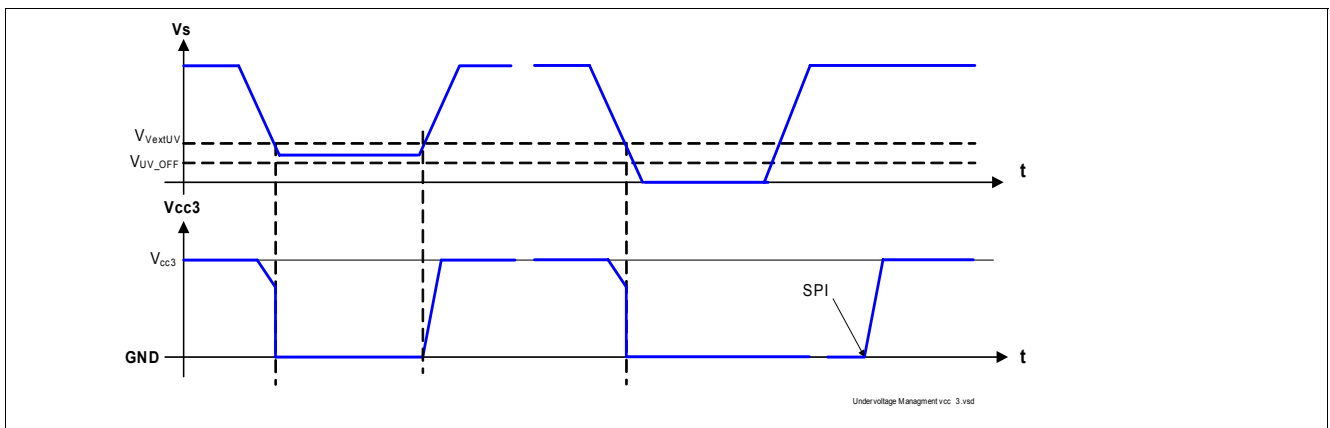 Vs
VVextUV
VUV_OFF
t
Vcc3
Vcc3
SPI
GND
t
Undervoltage Managment vcc 3.vsd